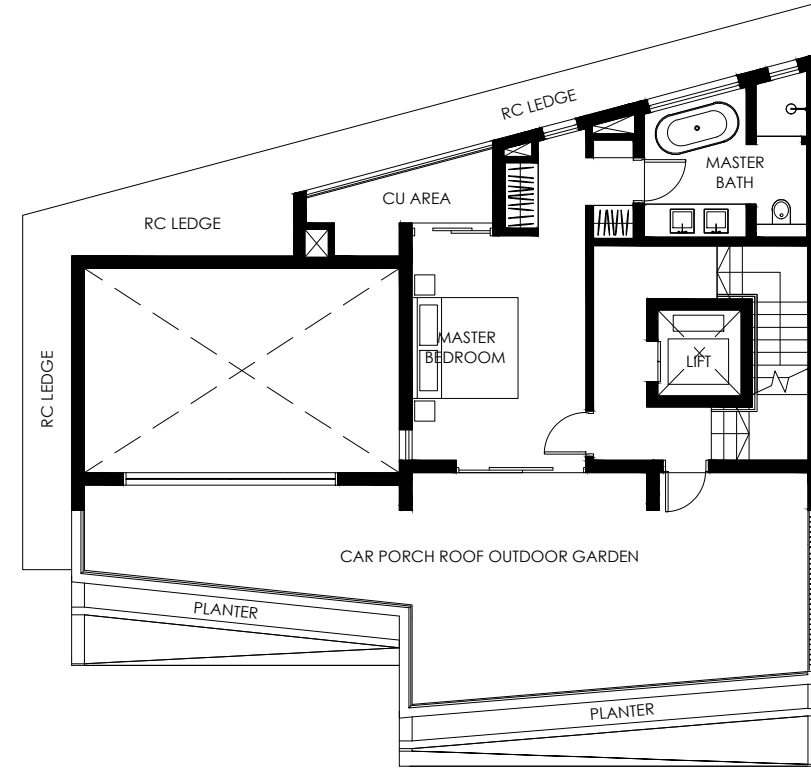 RC LEDGE
MASTER
BATH
CU AREA
RC LEDGE
MASTER
BEDROOM
LIFT
RC LEDGE
CAR PORCH ROOF OUTDOOR GARDEN
PLANTER
PLANTER